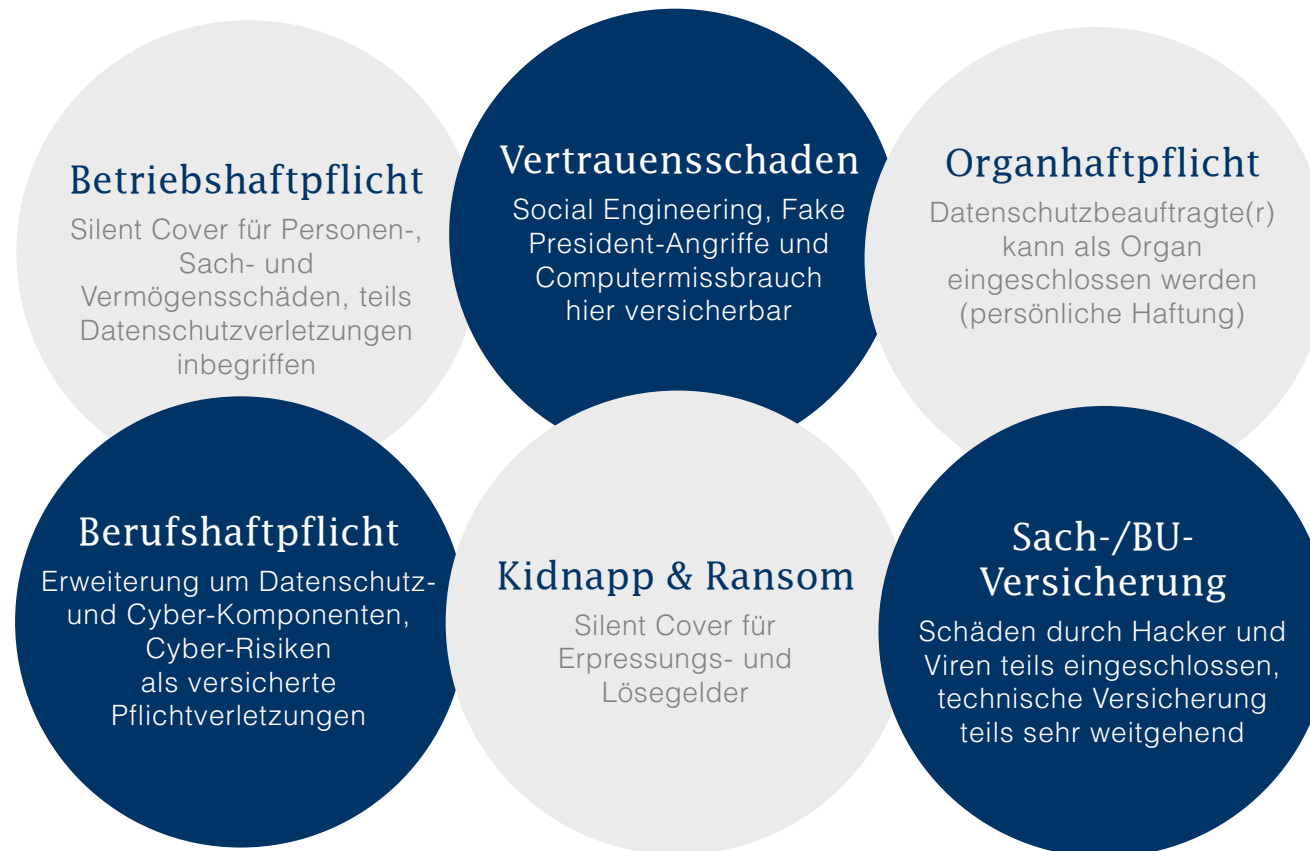 Betriebshaftpflicht
Silent Cover für Personen-,
Sach- und
Vermögensschäden, teils
Datenschutzverletzungen
inbegriffen
Vertrauensschaden
Social Engineering, Fake
President-Angriffe und
Computermissbrauch
hier versicherbar
Organhaftpflicht
Datenschutzbeauftragte(r)
kann als Organ
eingeschlossen werden
(persönliche Haftung)
Berufshaftpflicht
Erweiterung um Datenschutz-
und Cyber-Komponenten,
Cyber-Risiken
als versicherte
Pflichtverletzungen
Kidnapp & Ransom
Silent Cover für
Erpressungs- und
Lösegelder
Sach-/BU-
Versicherung
Schäden durch Hacker und
Viren teils eingeschlossen,
technische Versicherung
teils sehr weitgehend